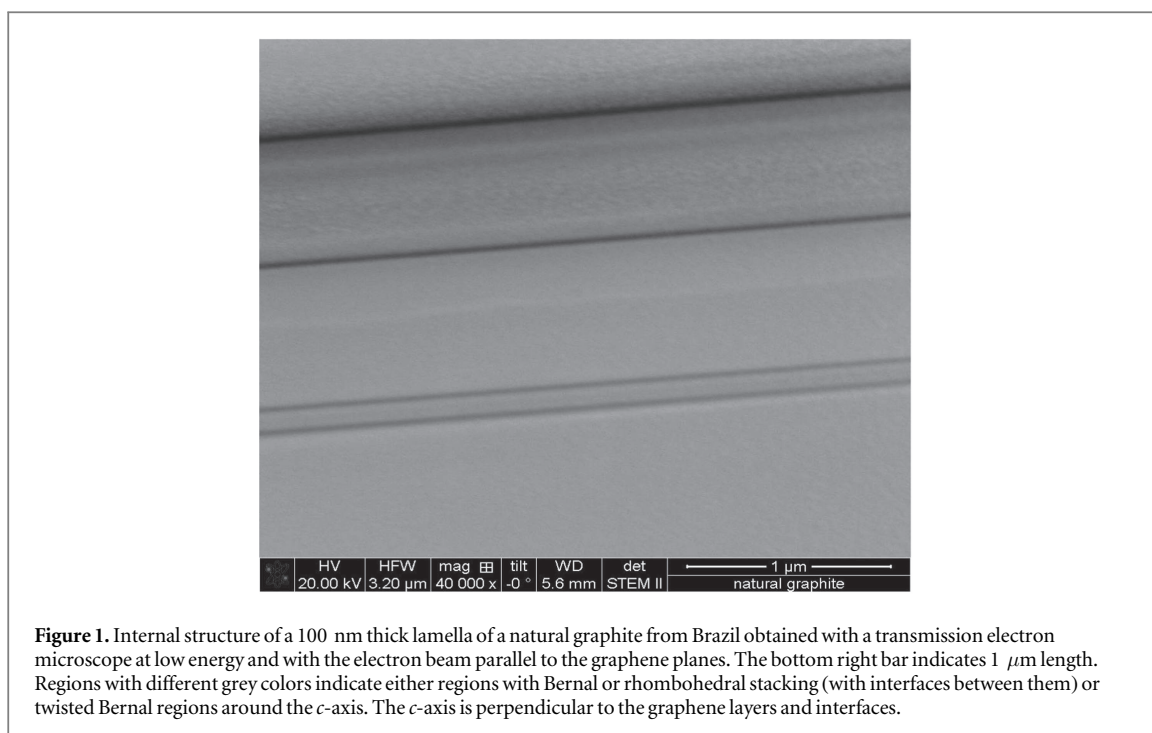 HV HFW mag ⊞ tilt WD det 1 µm
20.00 kV 3.20 µm 40 000 x -0 ° 5.6 mm STEM II natural graphite
Figure 1. Internal structure of a 100 nm thick lamella of a natural graphite from Brazil obtained with a transmission electron
microscope at low energy and with the electron beam parallel to the graphene planes. The bottom right bar indicates 1 μm length.
Regions with different grey colors indicate either regions with Bernal or rhombohedral stacking (with interfaces between them) or
twisted Bernal regions around the c-axis. The c-axis is perpendicular to the graphene layers and interfaces.